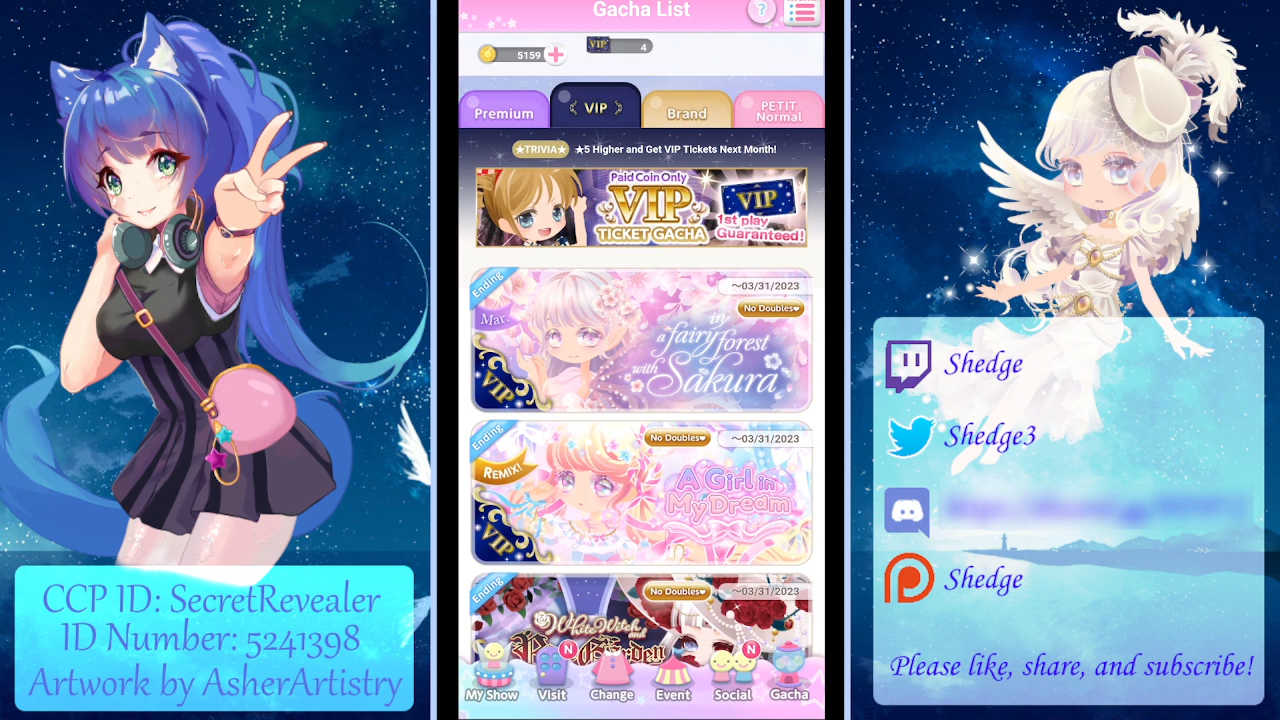 CCP ID: SecretRevealer
ID Number: 5241398
Artwork by AsherArtistry
Gacha List
?
5159
VIP
4
Premium
VIP
Brand
PETIT
Normal
★TRIVIA★ ★5 Higher and Get VIP Tickets Next Month!
Paid Coin Only
VIP
TICKET GACHA
VIP
1st play
Guaranteed!
Ending
~03/31/2023
No Doubles♥
Mar.
in
a fairy forest
with
Sakura
VIP
Ending
No Doubles♥
~03/31/2023
REMIX!
A Girl in
My Dream
VIP
Ending
No Doubles♥
~03/31/2023
White Witch
and
N
N
My Show
Visit
Change
Event
Social
Gacha
Shedge
Shedge3
Shedge
Please like, share, and subscribe!